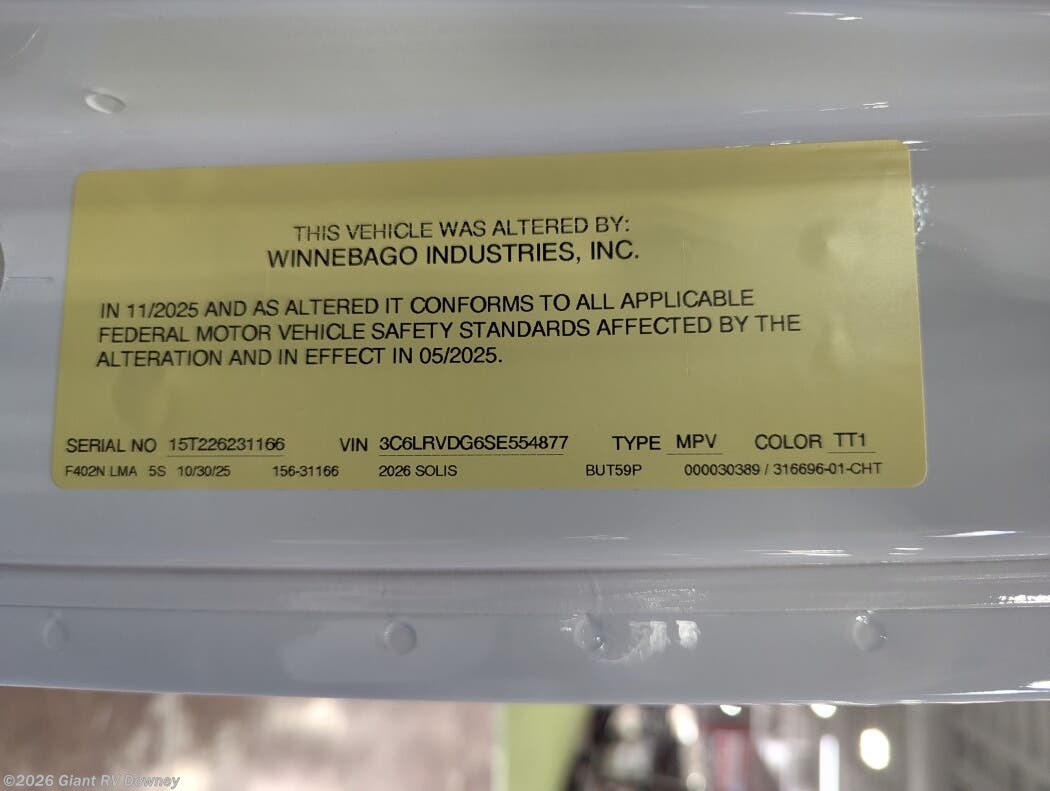 THIS VEHICLE WAS ALTERED BY:
WINNEBAGO INDUSTRIES, INC.
IN 11/2025 AND AS ALTERED IT CONFORMS TO ALL APPLICABLE
FEDERAL MOTOR VEHICLE SAFETY STANDARDS AFFECTED BY THE
ALTERATION AND IN EFFECT IN 05/2025.
SERIAL NO 15T226231166 VIN 3C6LRVDG6SE554877 TYPE MPV COLOR TT1
F402N LMA 5S 10/30/25 156-31166 2026 SOLIS BUT59P 000030389 / 316696-01-CHT
©2026 Giant RV Downey